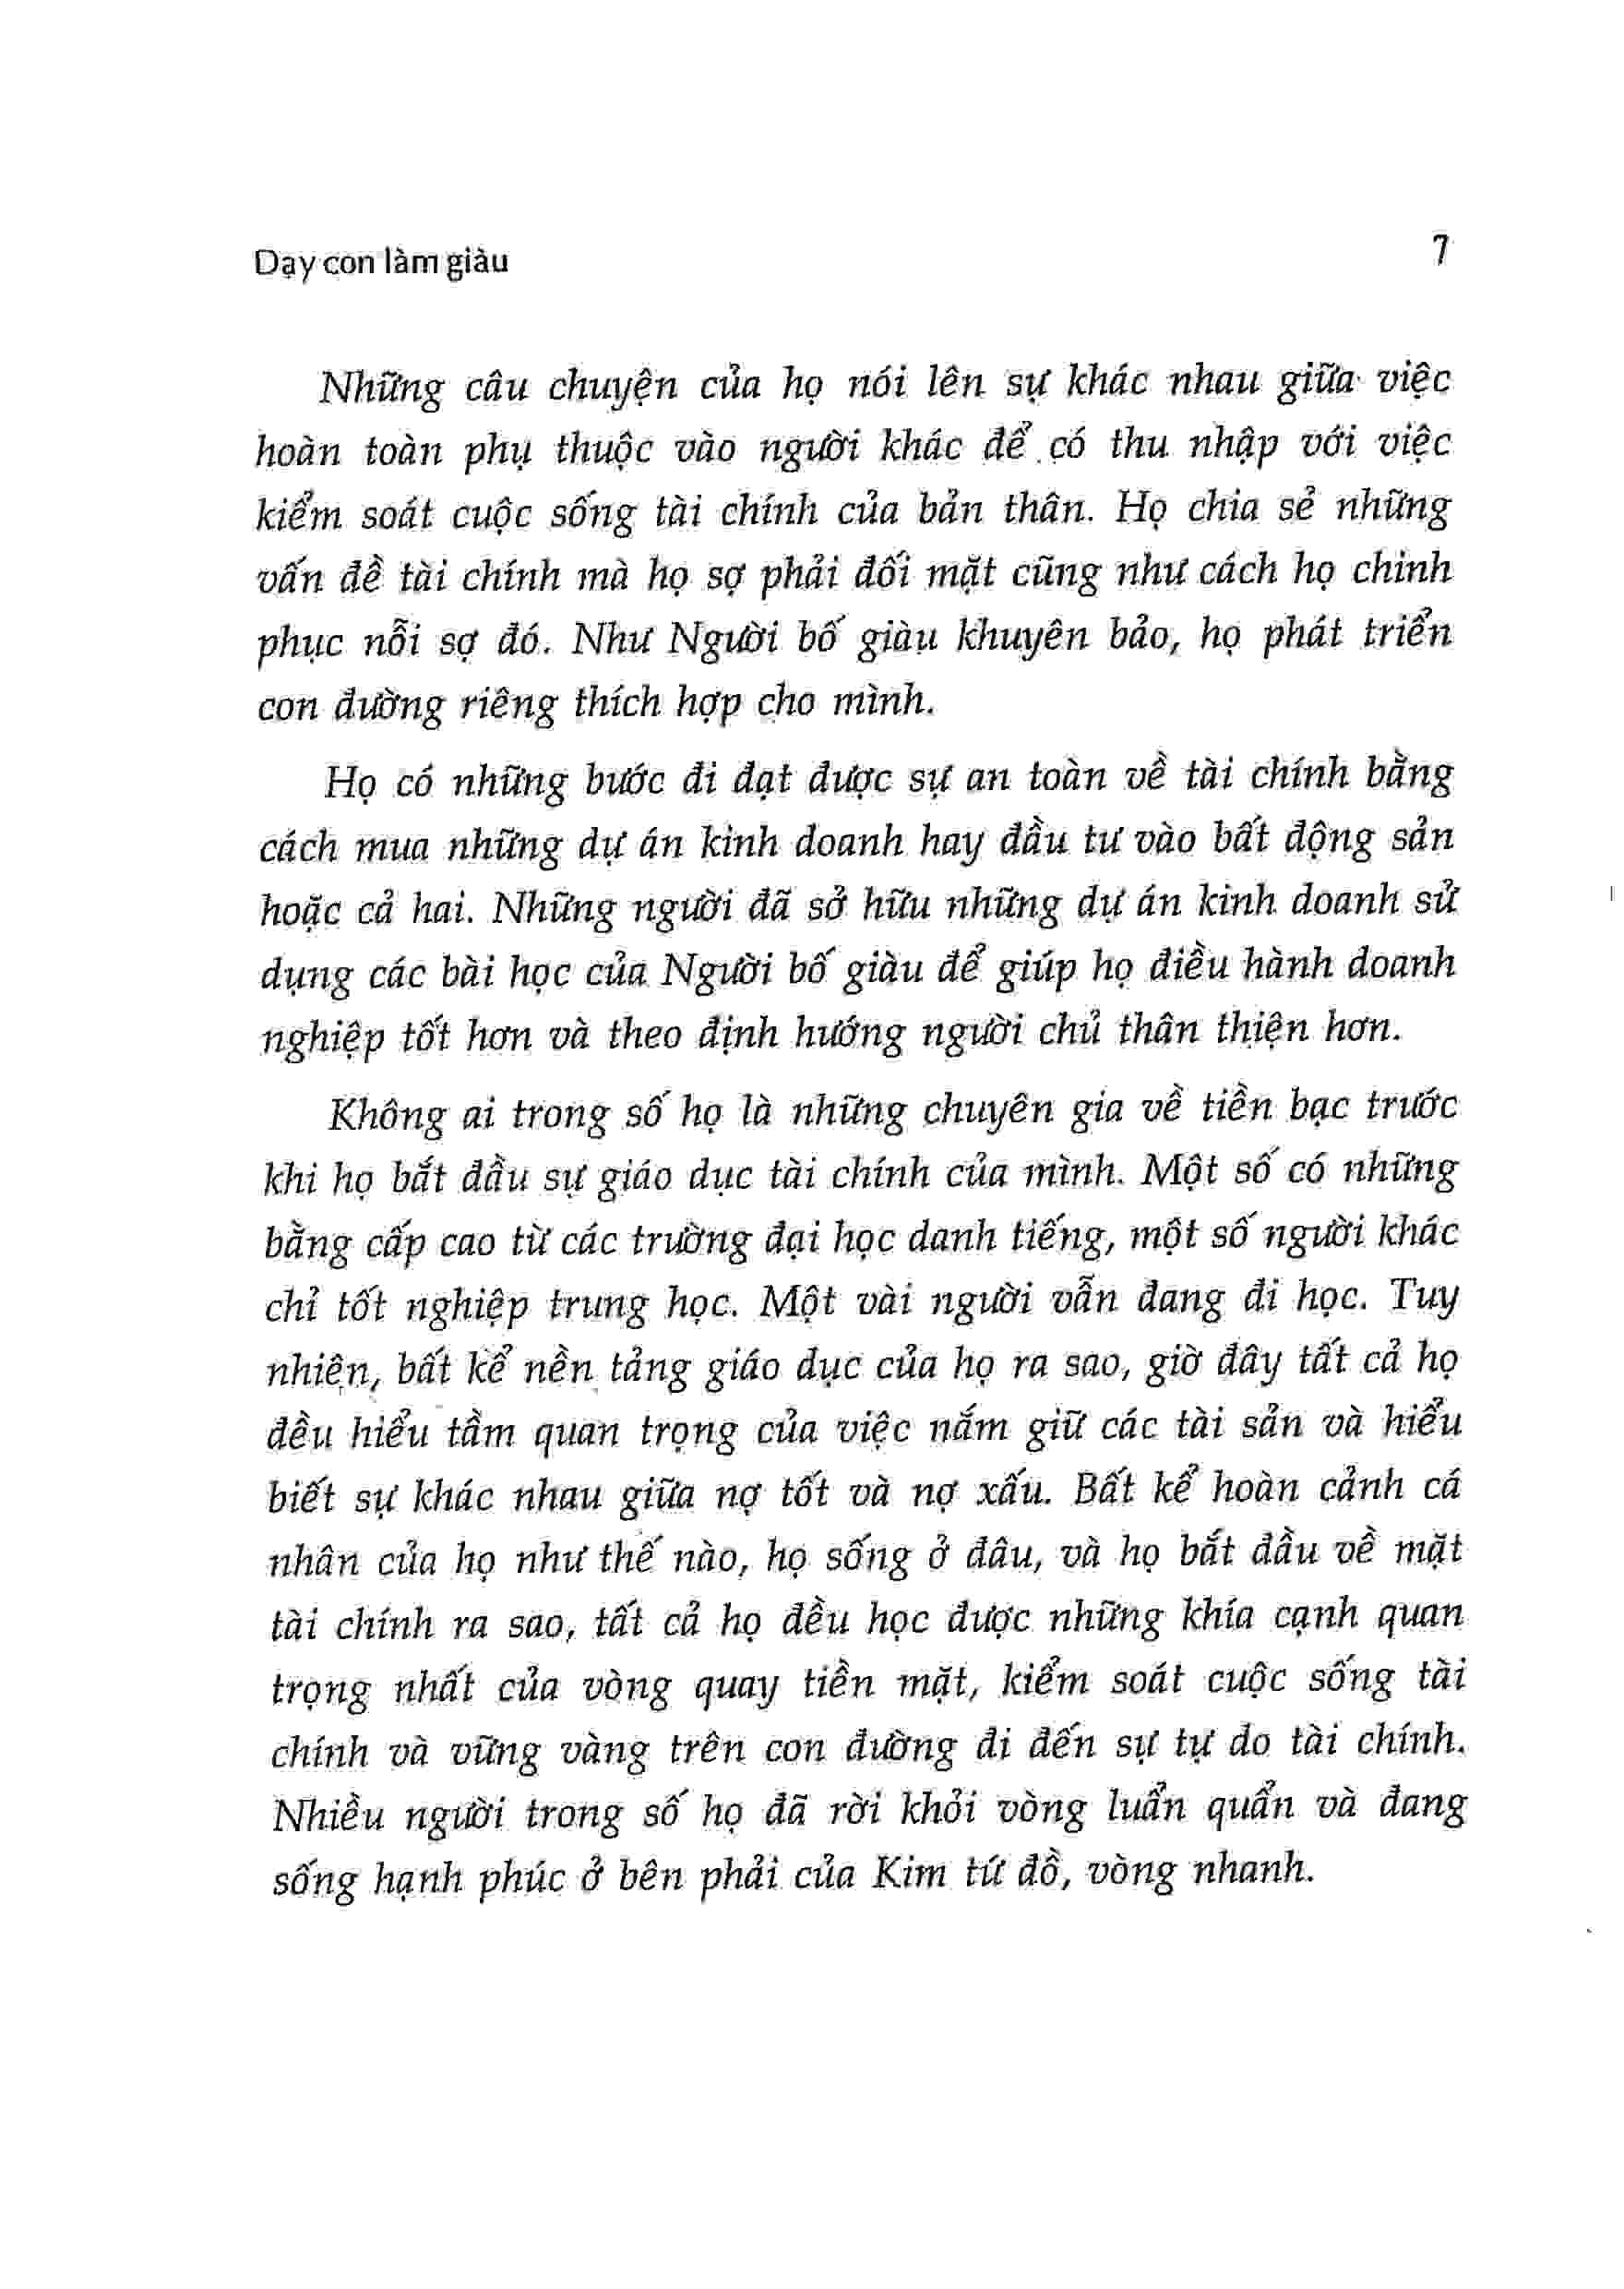 Dạy con làm giàu
7
Những câu chuyện của họ nói lên sự khác nhau giữa việc
hoàn toàn phụ thuộc vào người khác để có thu nhập với việc
kiểm soát cuộc sống tài chính của bản thân. Họ chia sẻ những
vấn đề tài chính mà họ sợ phải đối mặt cũng như cách họ chinh
phục nỗi sợ đó. Như Người bố giàu khuyên bảo, họ phát triển
con đường riêng thích hợp cho mình.
Họ có những bước đi đạt được sự an toàn về tài chính bằng
cách mua những dự án kinh doanh hay đầu tư vào bất động sản
hoặc cả hai. Những người đã sở hữu những dự án kinh doanh sử
dụng các bài học của Người bố giàu để giúp họ điều hành doanh
nghiệp tốt hơn và theo định hướng người chủ thân thiện hơn.
Không ai trong số họ là những chuyên gia về tiền bạc trước
khi họ bắt đầu sự giáo dục tài chính của mình. Một số có những
bằng cấp cao từ các trường đại học danh tiếng, một số người khác
chỉ tốt nghiệp trung học. Một vài người vẫn đang đi học. Tuy
nhiên, bất kể nền tảng giáo dục của họ ra sao, giờ đây tất cả họ
đều hiểu tầm quan trọng của việc nắm giữ các tài sản và hiểu
biết sự khác nhau giữa nợ tốt và nợ xấu. Bất kể hoàn cảnh cá
nhân của họ như thế nào, họ sống ở đâu, và họ bắt đầu về mặt
tài chính ra sao, tất cả họ đều học được những khía cạnh quan
trọng nhất của vòng quay tiền mặt, kiểm soát cuộc sống tài
chính và vững vàng trên con đường đi đến sự tự do tài chính.
Nhiều người trong số họ đã rời khỏi vòng luẩn quẩn và đang
sống hạnh phúc ở bên phải của Kim tứ đồ, vòng nhanh.